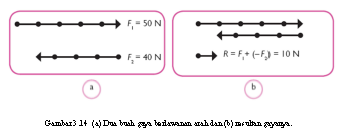 F₁ = 50 N
F₂ = 40 N
a
R = F₁ + (−F₂) = 10 N
b
Gambar 3.14 (a) Dua buah gaya berlawanan arah dan (b) resultan gayanya.